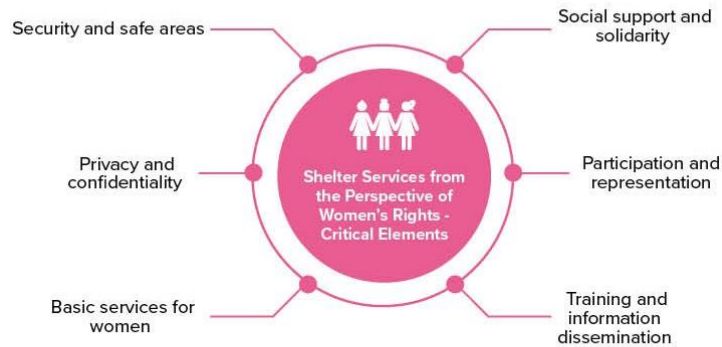 Security and safe areas
Social support and
solidarity
Privacy and
confidentiality
Shelter Services from
the Perspective of
Women's Rights -
Critical Elements
Participation and
representation
Basic services for
women
Training and
information
dissemination